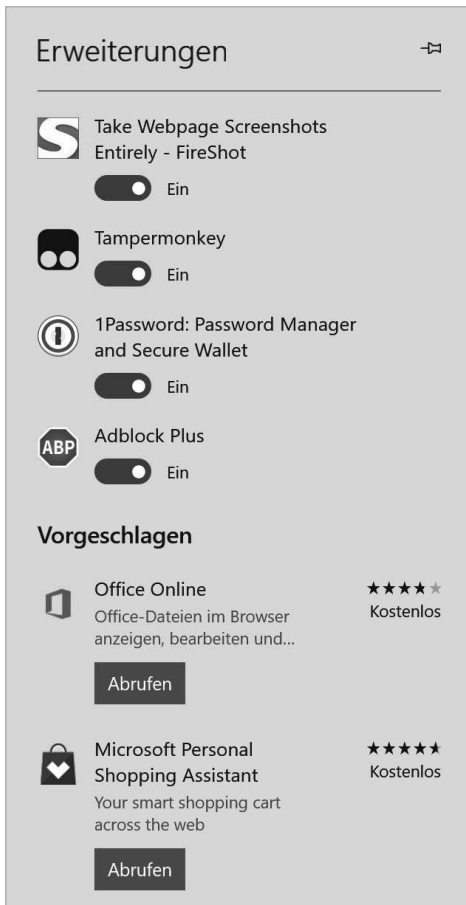 Erweiterungen
Take Webpage Screenshots
Entirely - FireShot
Ein
Tampermonkey
Ein
1Password: Password Manager
and Secure Wallet
Ein
ABP
Adblock Plus
Ein
Vorgeschlagen
Office Online
Kostenlos
Office-Dateien im Browser
anzeigen, bearbeiten und...
Abrufen
Microsoft Personal
Shopping Assistant
Kostenlos
Your smart shopping cart
across the web
Abrufen